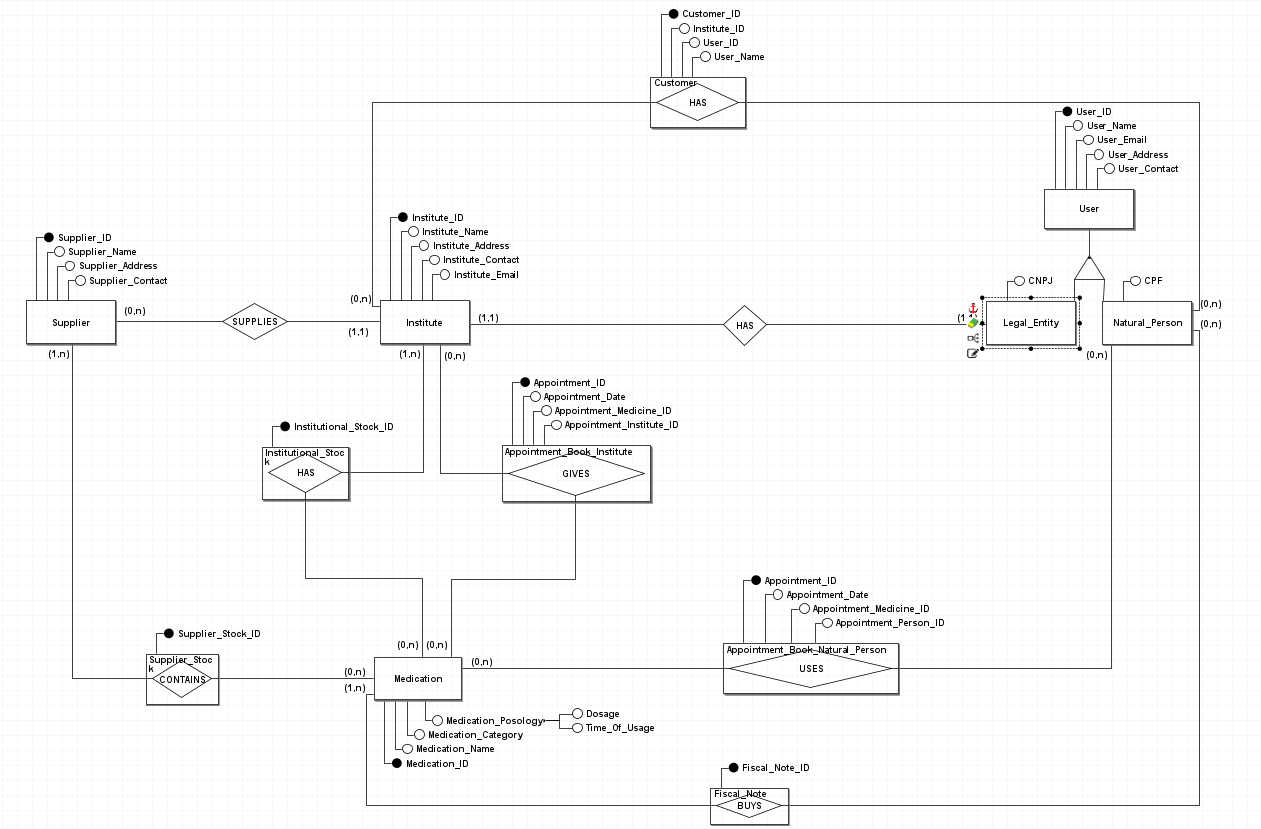 Customer_ID
Institute_ID
User_ID
User_Name
Customer
HAS
User_ID
User_Name
User_Email
User_Address
User_Contact
User
Institute_ID
Institute_Name
Institute_Address
Institute_Contact
Institute_Email
Supplier_ID
Supplier_Name
Supplier_Address
Supplier_Contact
CNPJ
CPF
(0,n)
(0,n)
(0,n)
Supplier
SUPPLIES
Institute
(1,1)
HAS
(1
Legal_Entity
Natural_Person
(0,n)
(1,1)
(1,n)
(1,n)
(0,n)
(0,n)
Appointment_ID
Appointment_Date
Appointment_Medicine_ID
Appointment_Institute_ID
Institutional_Stock_ID
Institutional_Stoc
k
HAS
Appointment_Book_Institute
GIVES
Appointment_ID
Appointment_Date
Appointment_Medicine_ID
Appointment_Person_ID
Supplier_Stock_ID
(0,n)
(0,n)
Appointment_Book_Natural_Person
USES
Supplier_Stoc
k
CONTAINS
(0,n)
(0,n)
Medication
(1,n)
Medication_Posology
Dosage
Time_Of_Usage
Medication_Category
Medication_Name
Medication_ID
Fiscal_Note_ID
Fiscal_Note
BUYS